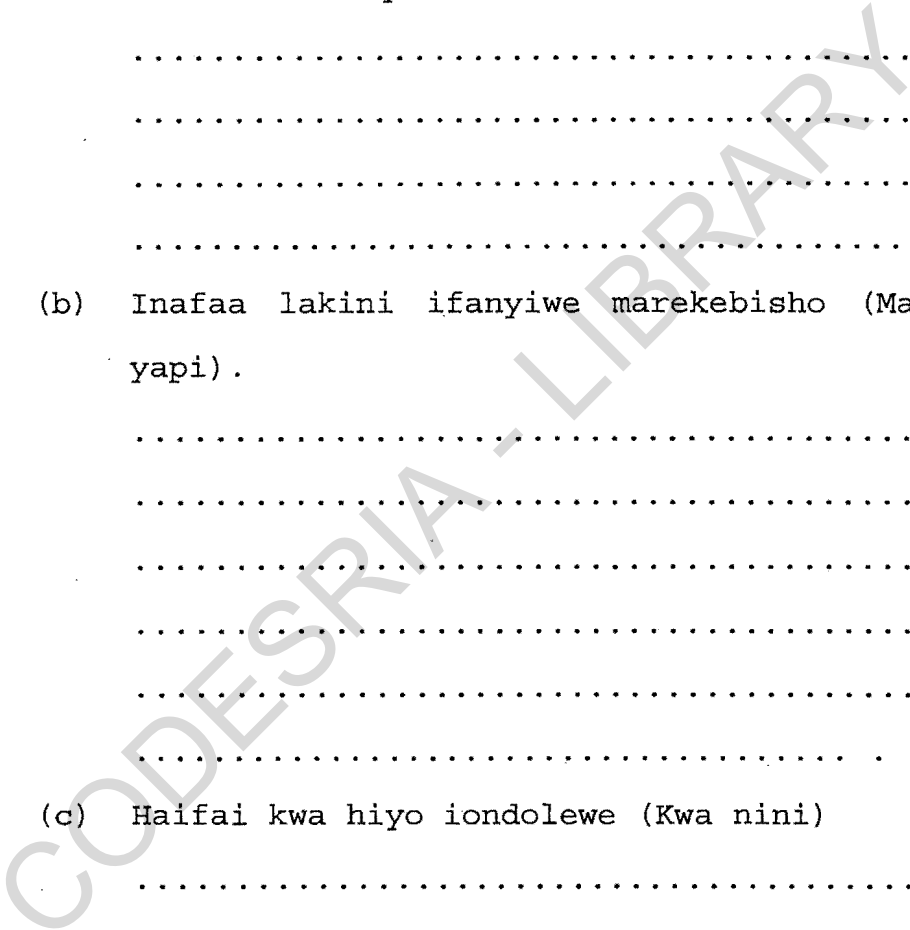 ........................................
........................................
........................................
........................................
(b) Inafaa lakini ifanyiwe marekebisho (Ma
yapi).
........................................
........................................
........................................
........................................
........................................
........................................
(c) Haifai kwa hiyo iondolewe (Kwa nini)
........................................
CODESRIA - LIBRARY